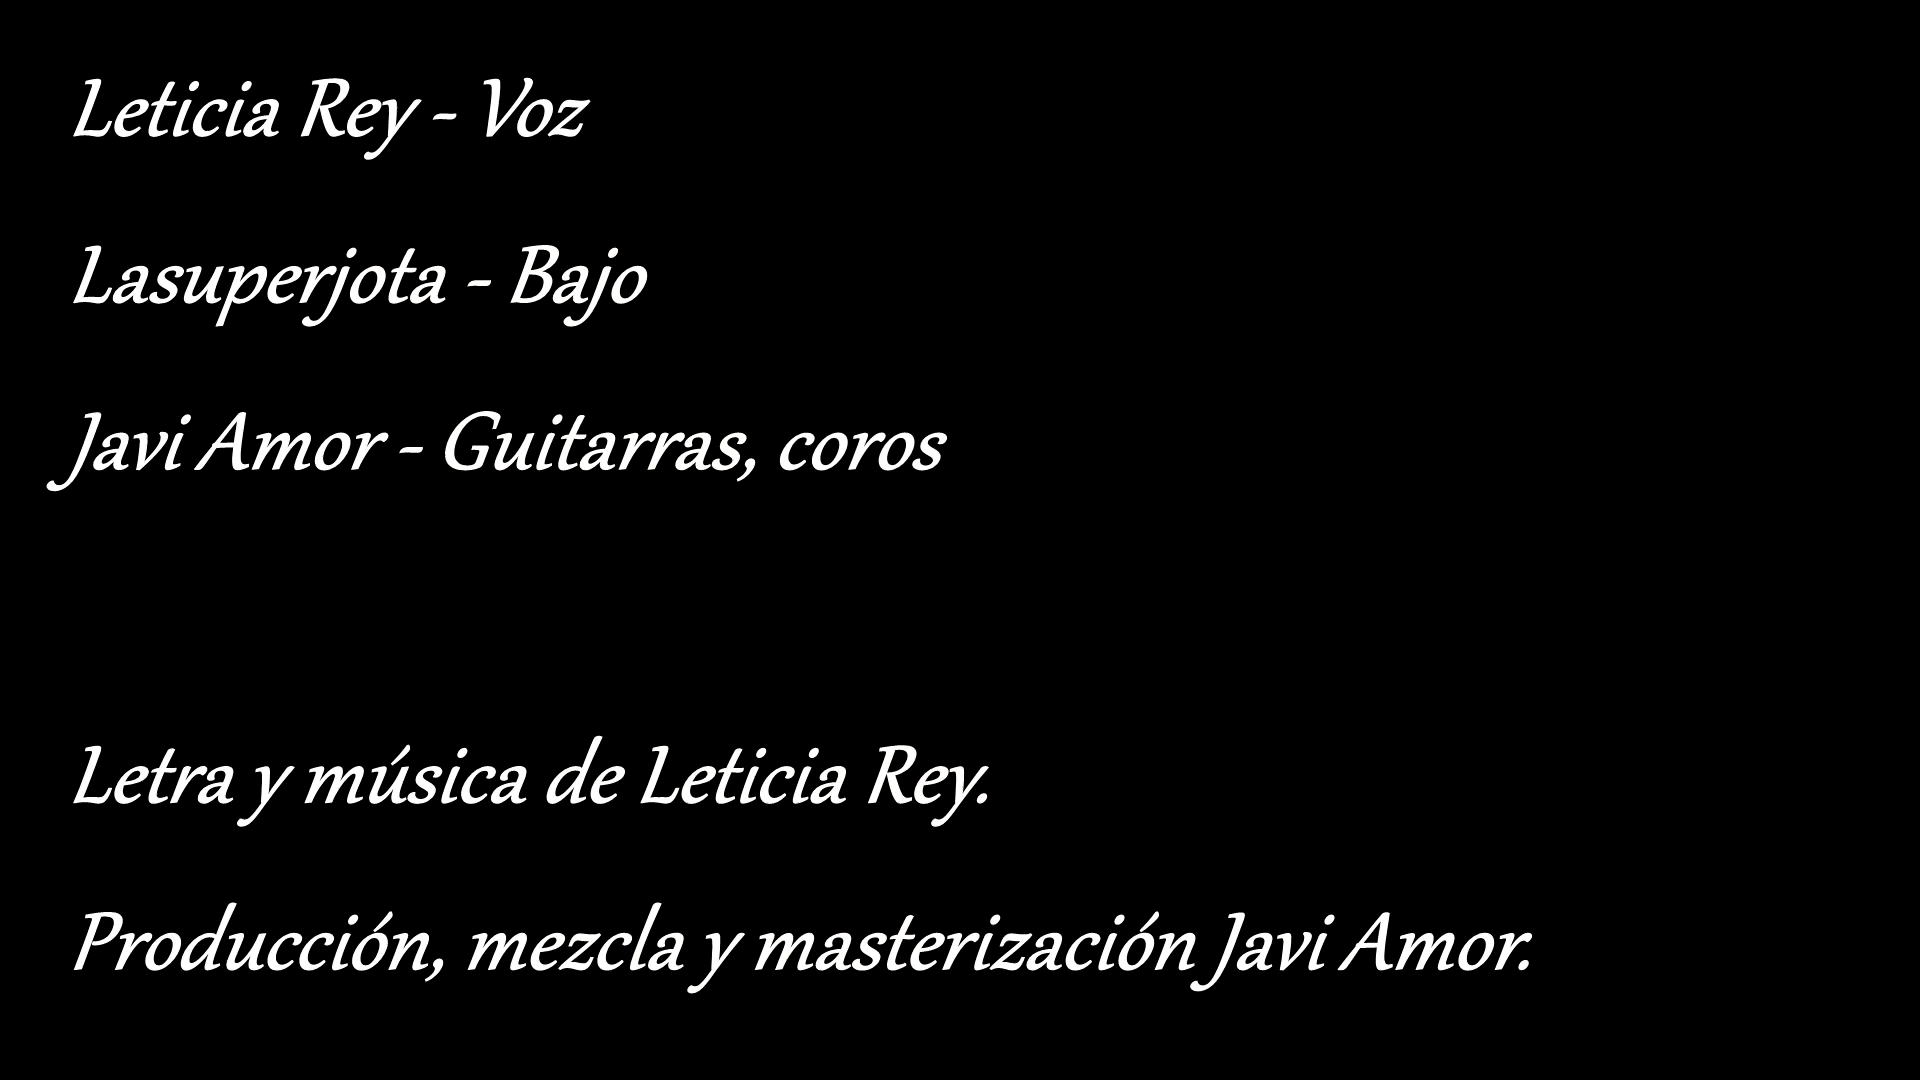 Leticia Rey - Voz
Lasuperjota - Bajo
Javi Amor - Guitarras, coros
Letra y música de Leticia Rey.
Producción, mezcla y masterización Javi Amor.